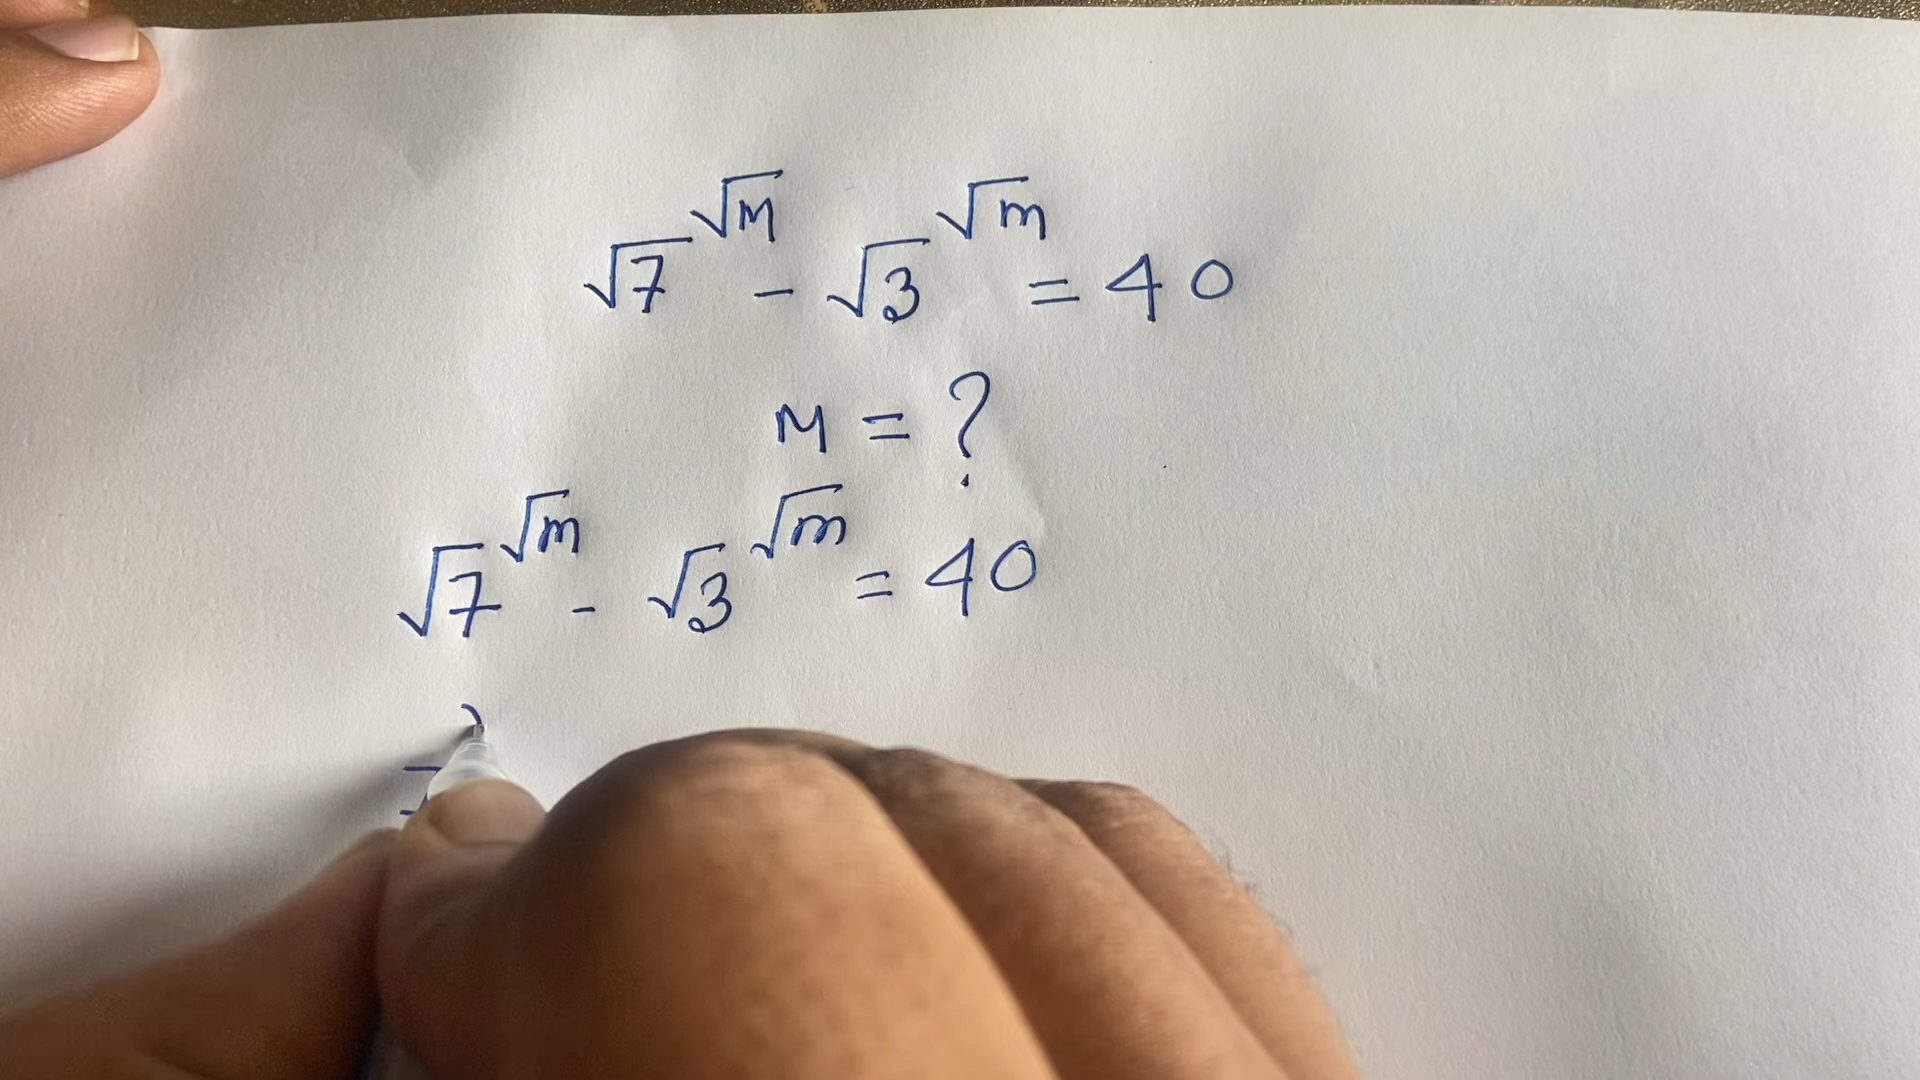 √7^√m - √3^√m = 40
m = ?
√7^√m - √3^√m = 40